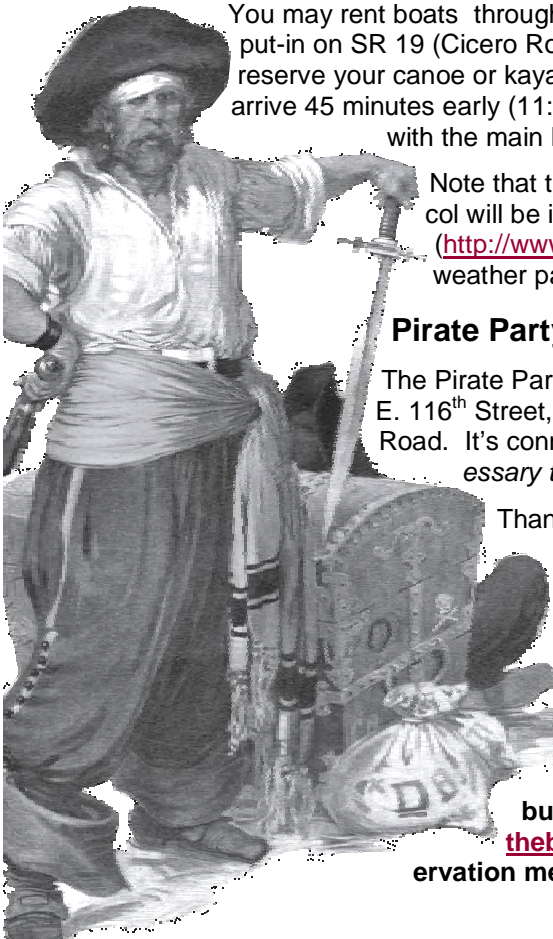 You may rent boats through
put-in on SR 19 (Cicero Ro
reserve your canoe or kaya
arrive 45 minutes early (11:
with the main
Note that t
col will be i
(http://www
weather pa
Pirate Party
The Pirate Par
E. 116th Street,
Road. It's conn
essary t
Than
bu
theb
ervation me